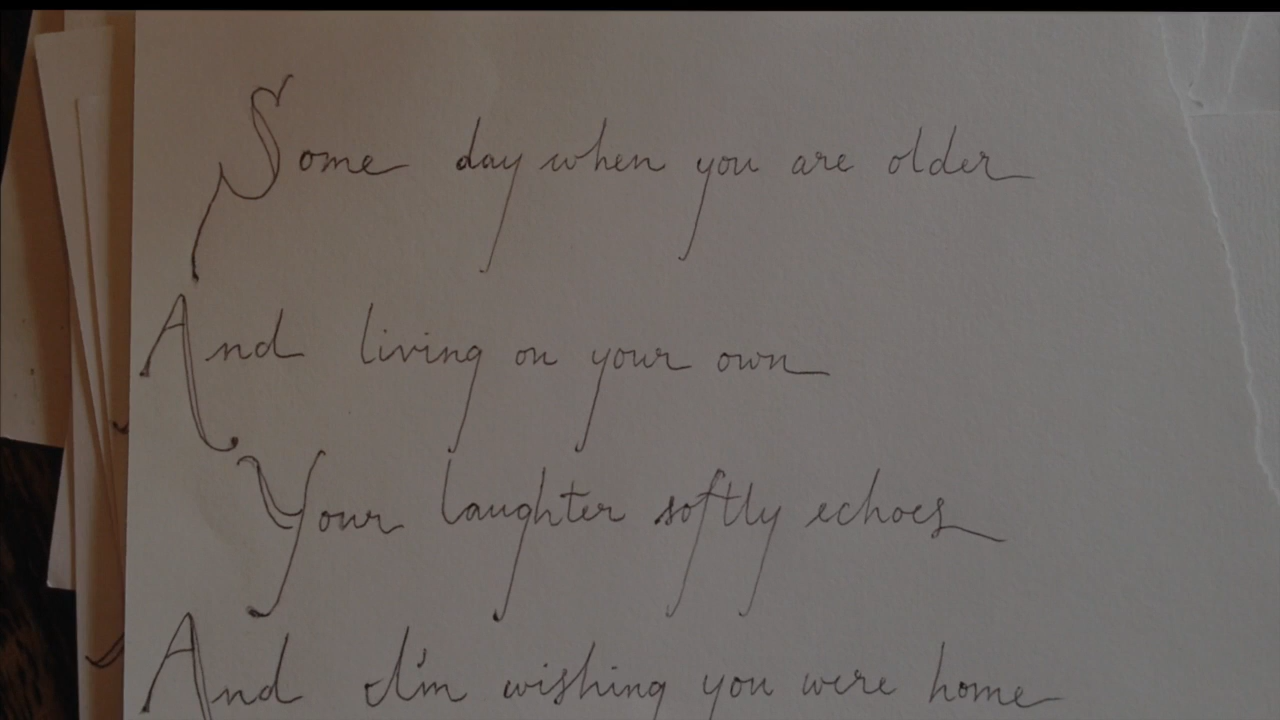 Some day when you are older
And living on your own
Your laughter softly echoes
And I'm wishing you were home